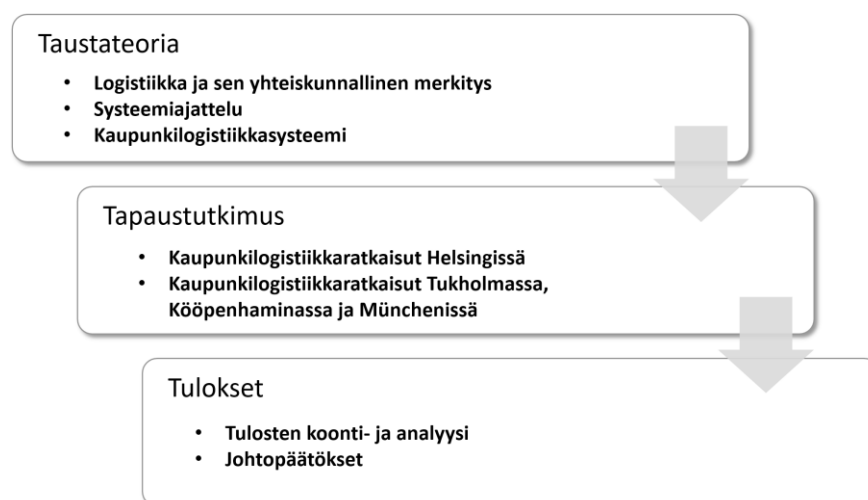 Taustateoria
• Logistiikka ja sen yhteiskunnallinen merkitys
• Systeemiajattelu
• Kaupunkilogistiikkasysteemi
Tapaustutkimus
• Kaupunkilogistiikkaratkaisut Helsingissä
• Kaupunkilogistiikkaratkaisut Tukholmassa,
Kööpenhaminassa ja Münchenissä
Tulokset
• Tulosten koonti- ja analyysi
• Johtopäätökset